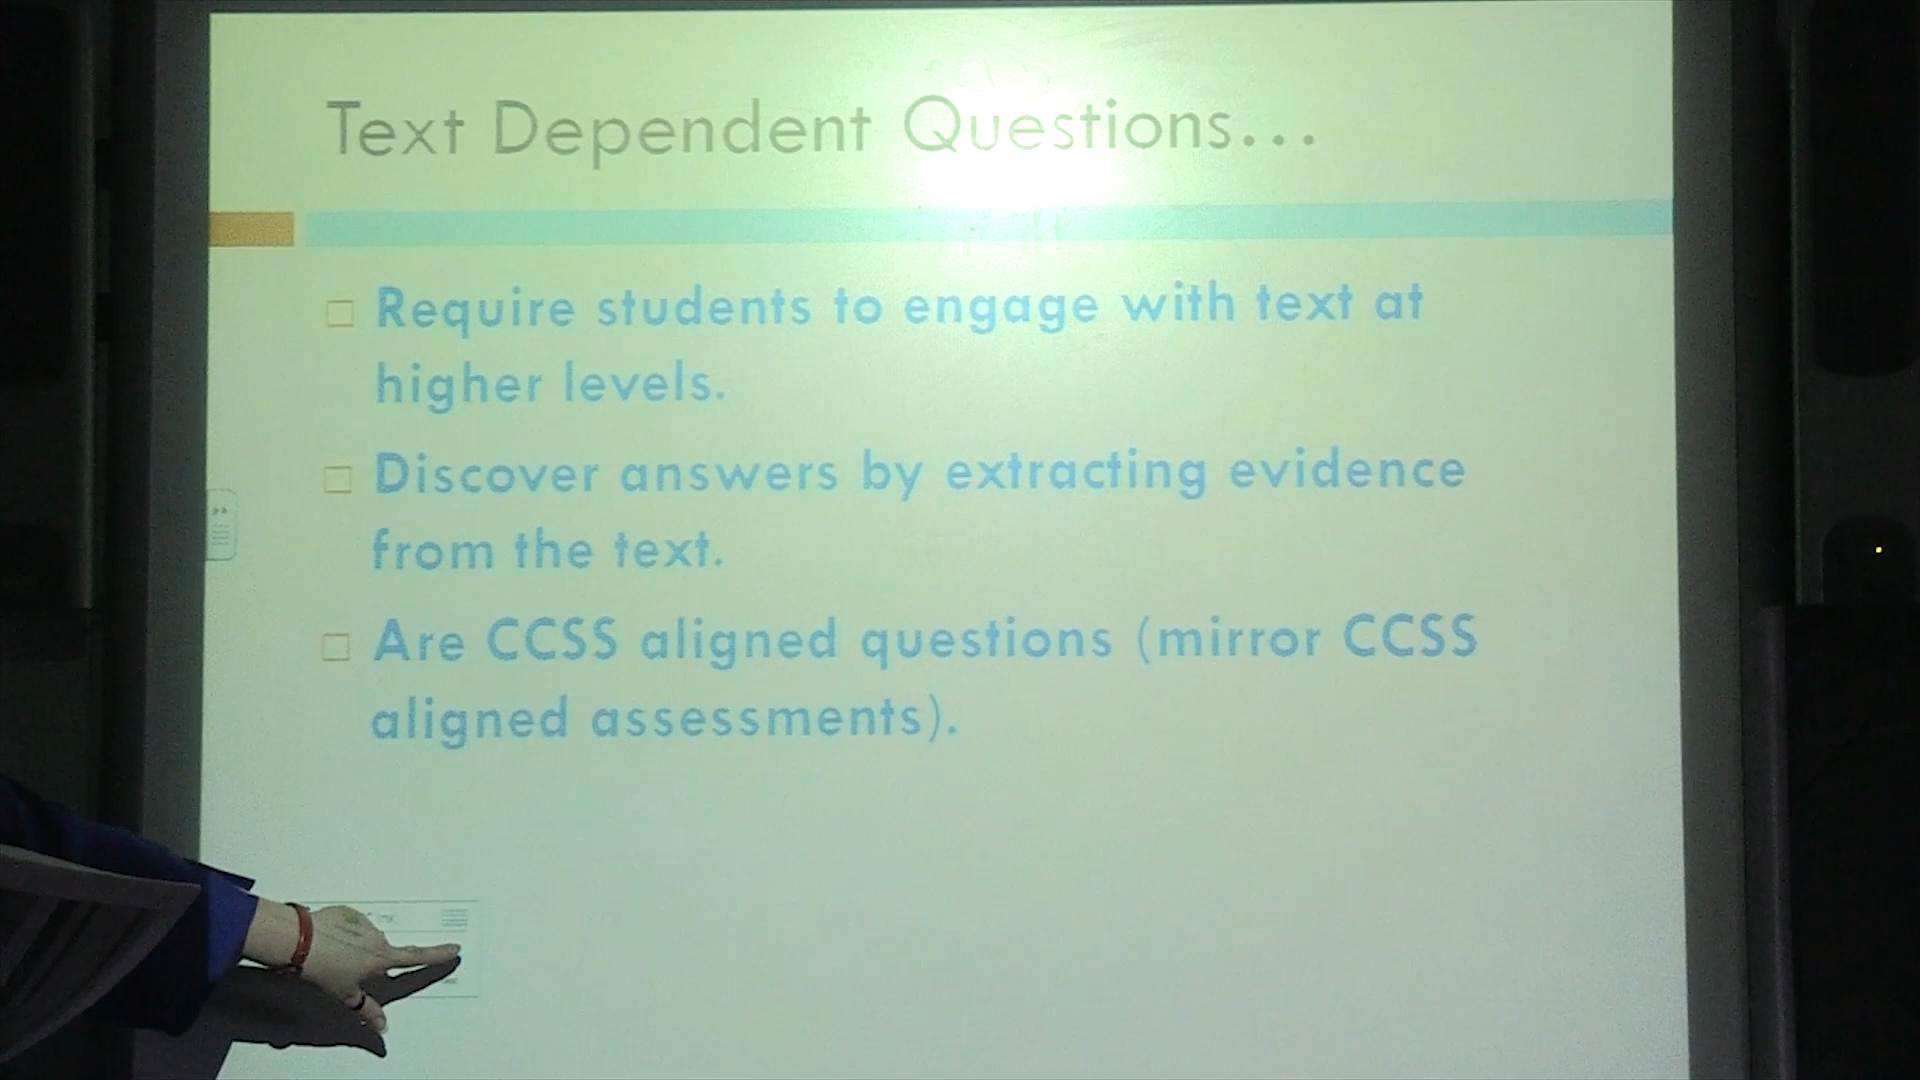 Text Dependent Questions...
Require students to engage with text at
higher levels.
Discover answers by extracting evidence
from the text.
Are CCSS aligned questions (mirror CCSS
aligned assessments).